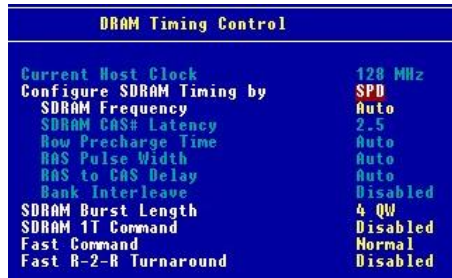 DRAM Timing Control
Current Host Clock 128 MHz
Configure SDRAM Timing by SPD
SDRAM Frequency Auto
SDRAM CAS# Latency 2.5
Row Precharge Time Auto
RAS Pulse Width Auto
RAS to CAS Delay Auto
Bank Interleave Disabled
SDRAM Burst Length 4 QW
SDRAM 1T Command Disabled
Fast Command Normal
Fast R-2-R Turnaround Disabled